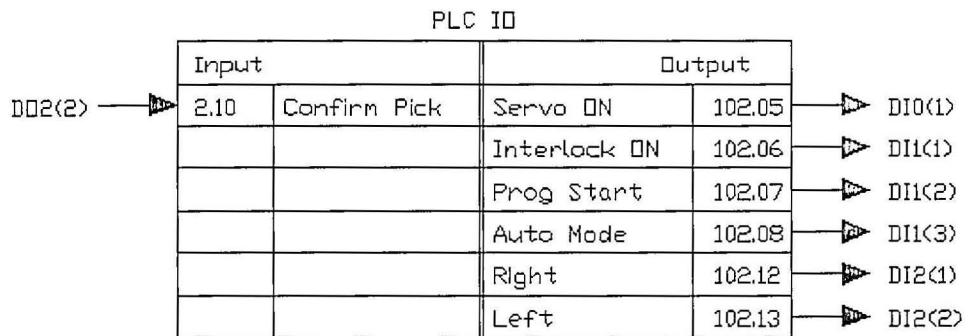 PLC IO
Input Output
DO2(2) 2.10 Confirm Pick Servo ON 102.05 DI0(1)
Interlock ON 102.06 DI1(1)
Prog Start 102.07 DI1(2)
Auto Mode 102.08 DI1(3)
RIght 102.12 DI2(1)
Left 102.13 DI2(2)